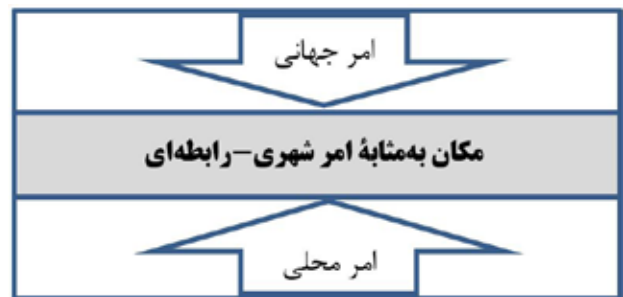 امر جهانی
مکان به‌مثابهٔ امر شهری–رابطه‌ای
امر محلی